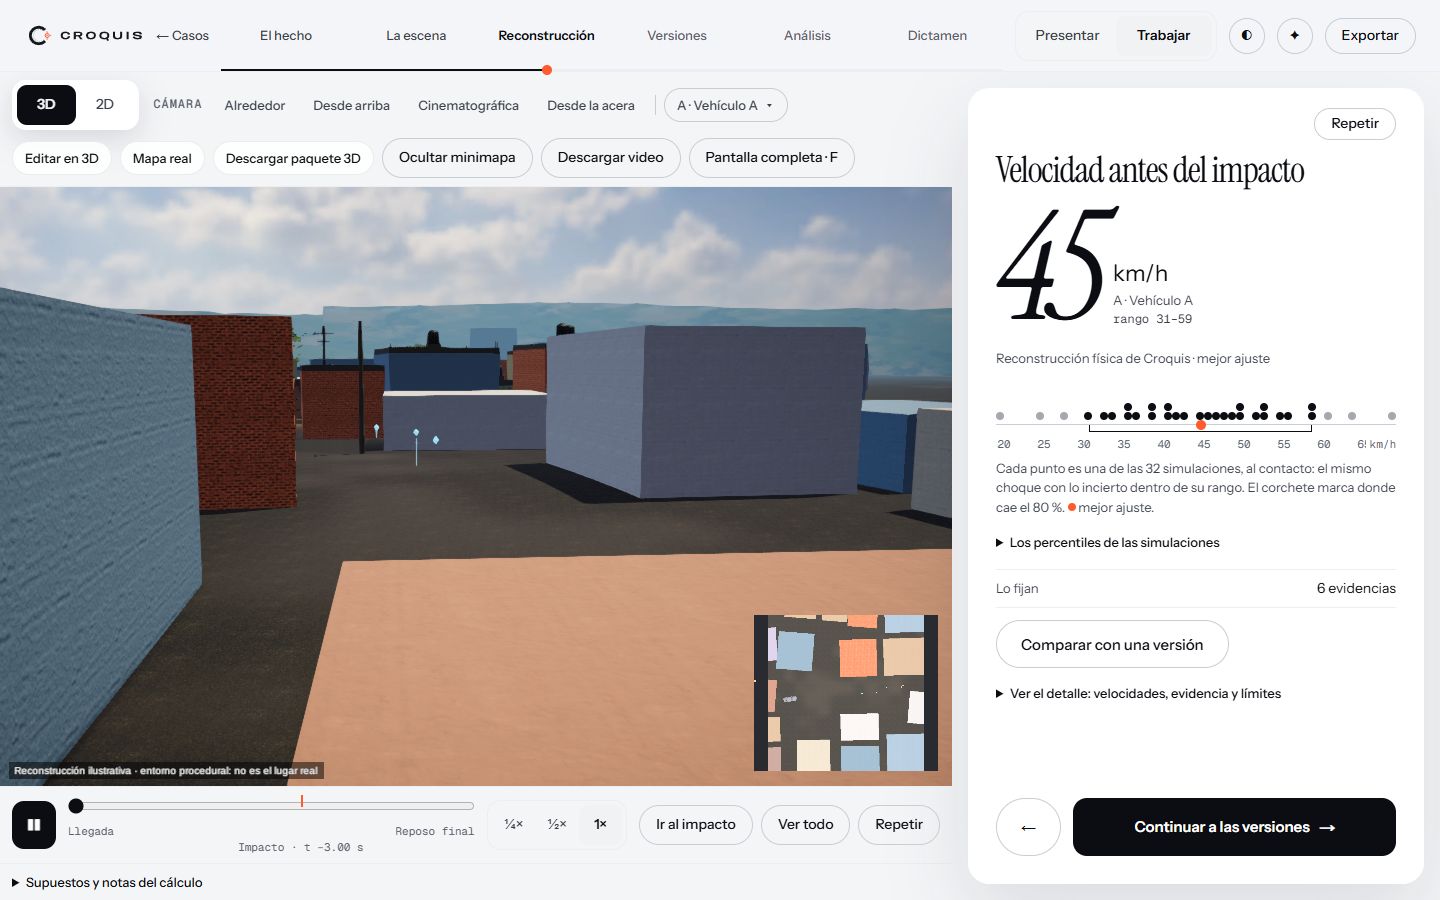 CROQUIS
← Casos
El hecho
La escena
Reconstrucción
Versiones
Análisis
Dictamen
Presentar
Trabajar
Exportar
3D
2D
CÁMARA
Alrededor
Desde arriba
Cinematográfica
Desde la acera
A · Vehículo A
Editar en 3D
Mapa real
Descargar paquete 3D
Ocultar minimapa
Descargar video
Pantalla completa · F
Reconstrucción ilustrativa - entorno procedural: no es el lugar real
Llegada
Reposo final
Impacto · t −3.00 s
¼×
½×
1×
Ir al impacto
Ver todo
Repetir
Supuestos y notas del cálculo
Repetir
Velocidad antes del impacto
45 km/h
A · Vehículo A
rango 31–59
Reconstrucción física de Croquis · mejor ajuste
20 25 30 35 40 45 50 55 60 km/h
Cada punto es una de las 32 simulaciones, al contacto: el mismo
choque con lo incierto dentro de su rango. El corchete marca donde
cae el 80 %. mejor ajuste.
Los percentiles de las simulaciones
Lo fijan
6 evidencias
Comparar con una versión
Ver el detalle: velocidades, evidencia y límites
←
Continuar a las versiones →